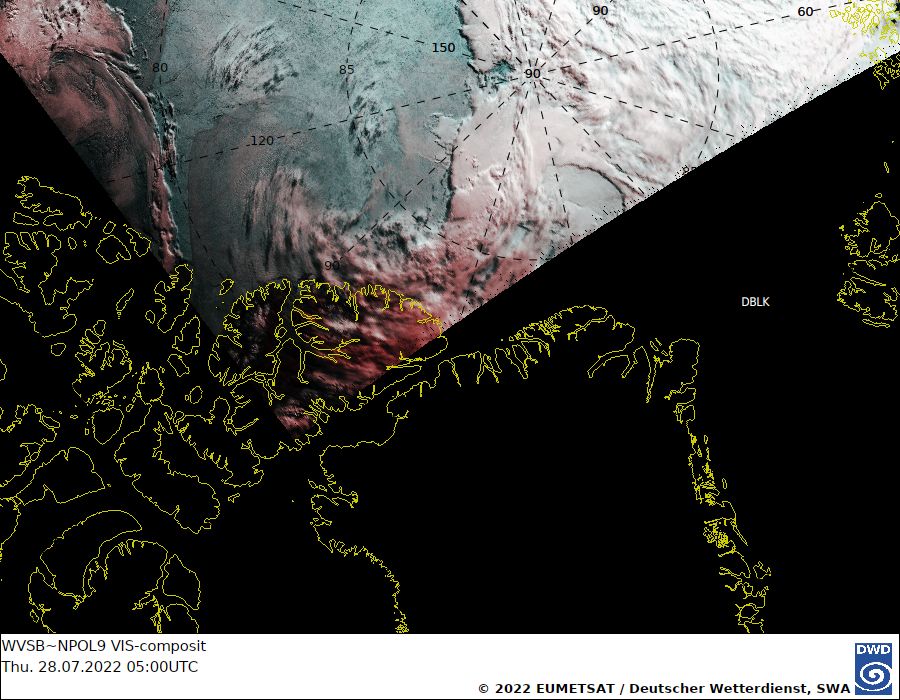 90
60
150
80
85
90
120
90
DBLK
WVSB~NPOL9 VIS-composit
Thu. 28.07.2022 05:00UTC
DWD
© 2022 EUMETSAT / Deutscher Wetterdienst, SWA